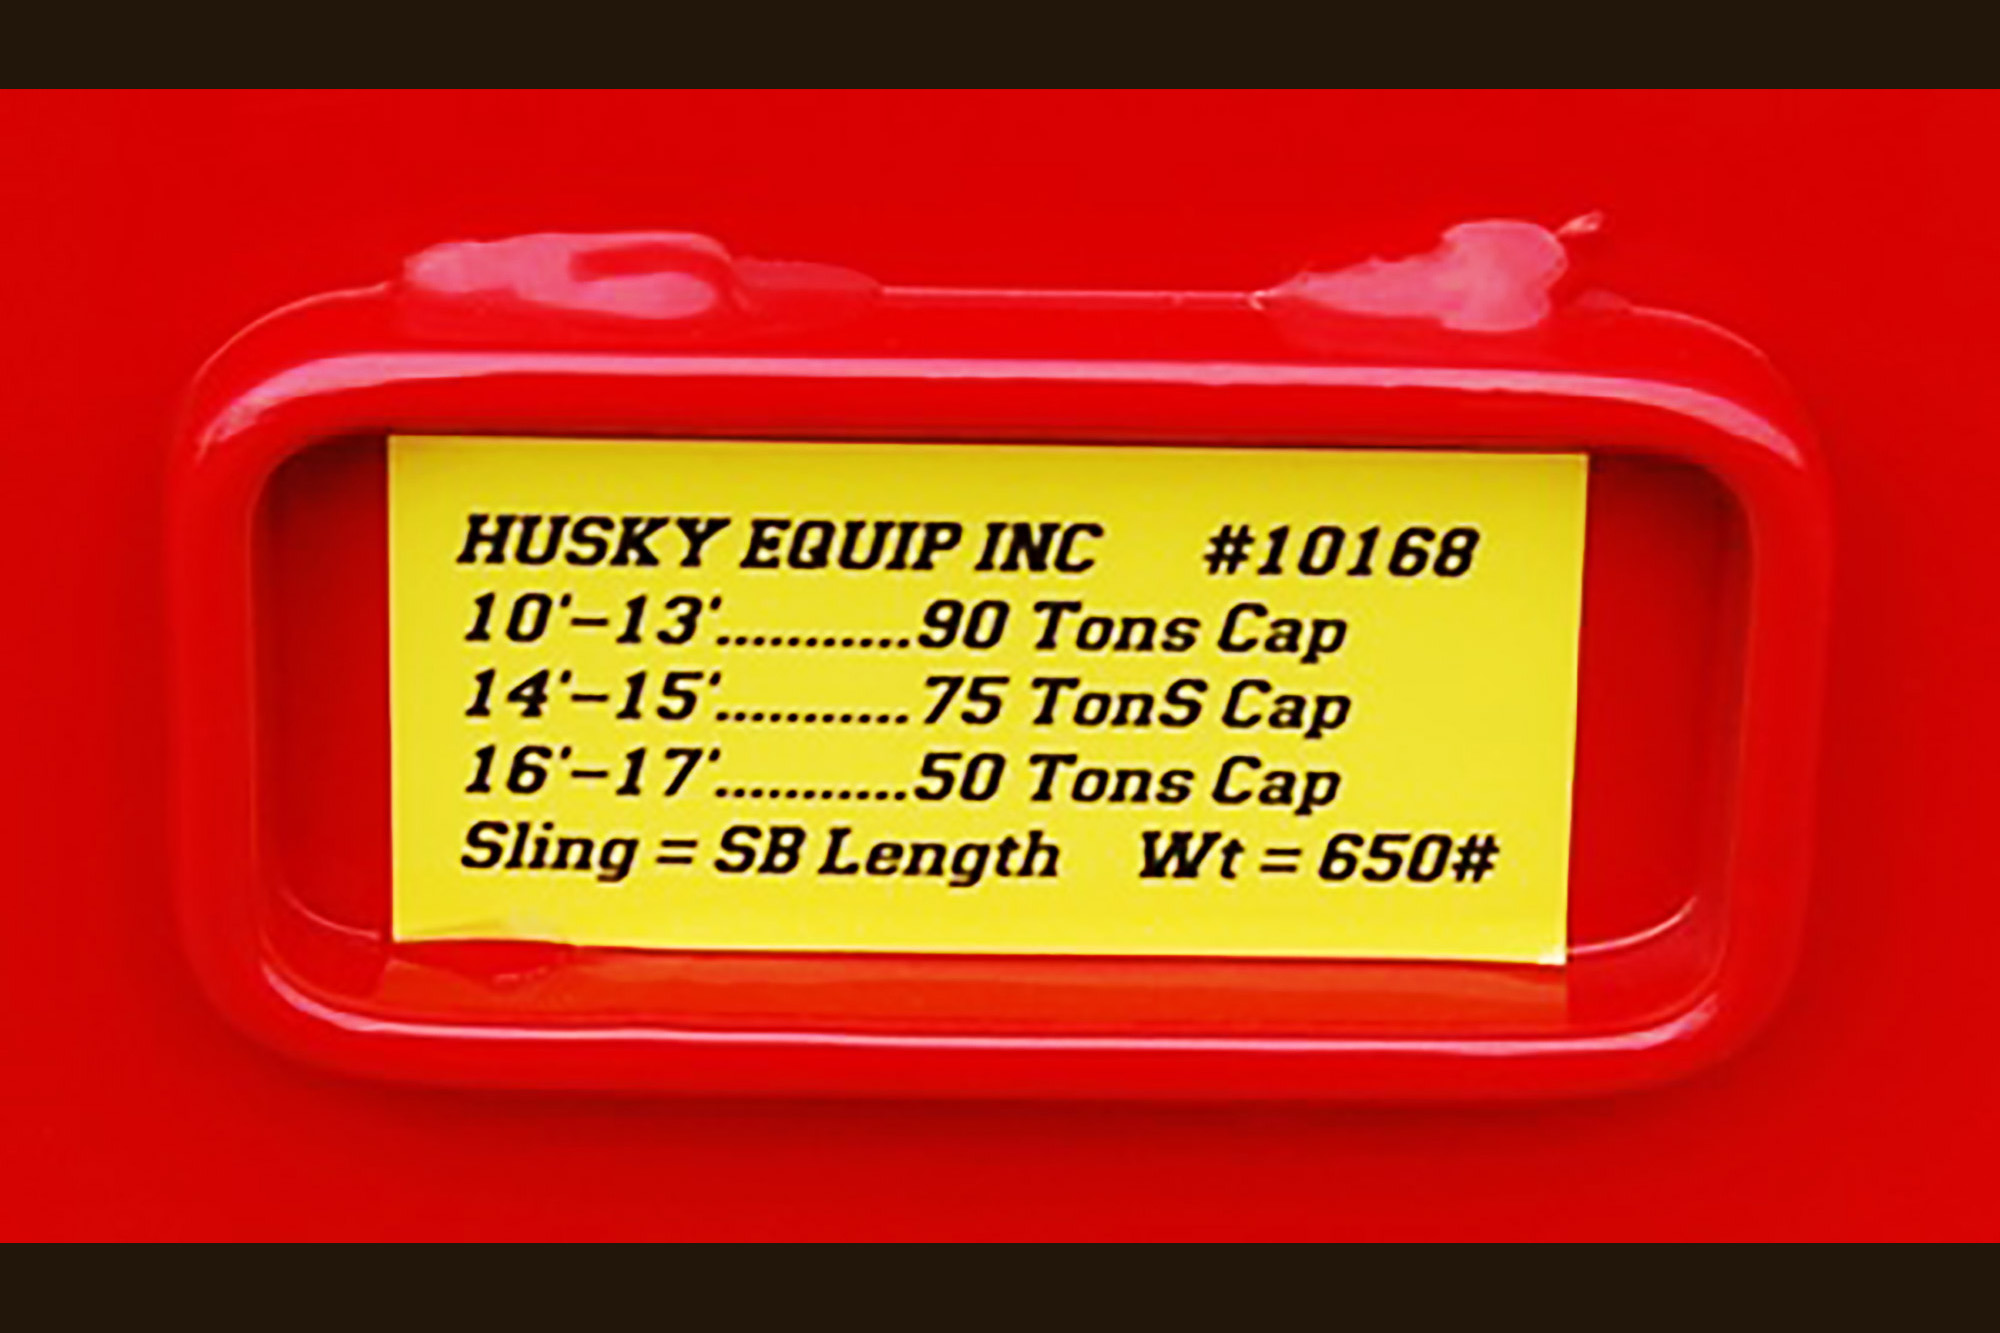 HUSKY EQUIP INC #10168
10'-13'...........90 Tons Cap
14'-15'...........75 TonS Cap
16'-17'...........50 Tons Cap
Sling = SB Length Wt = 650#